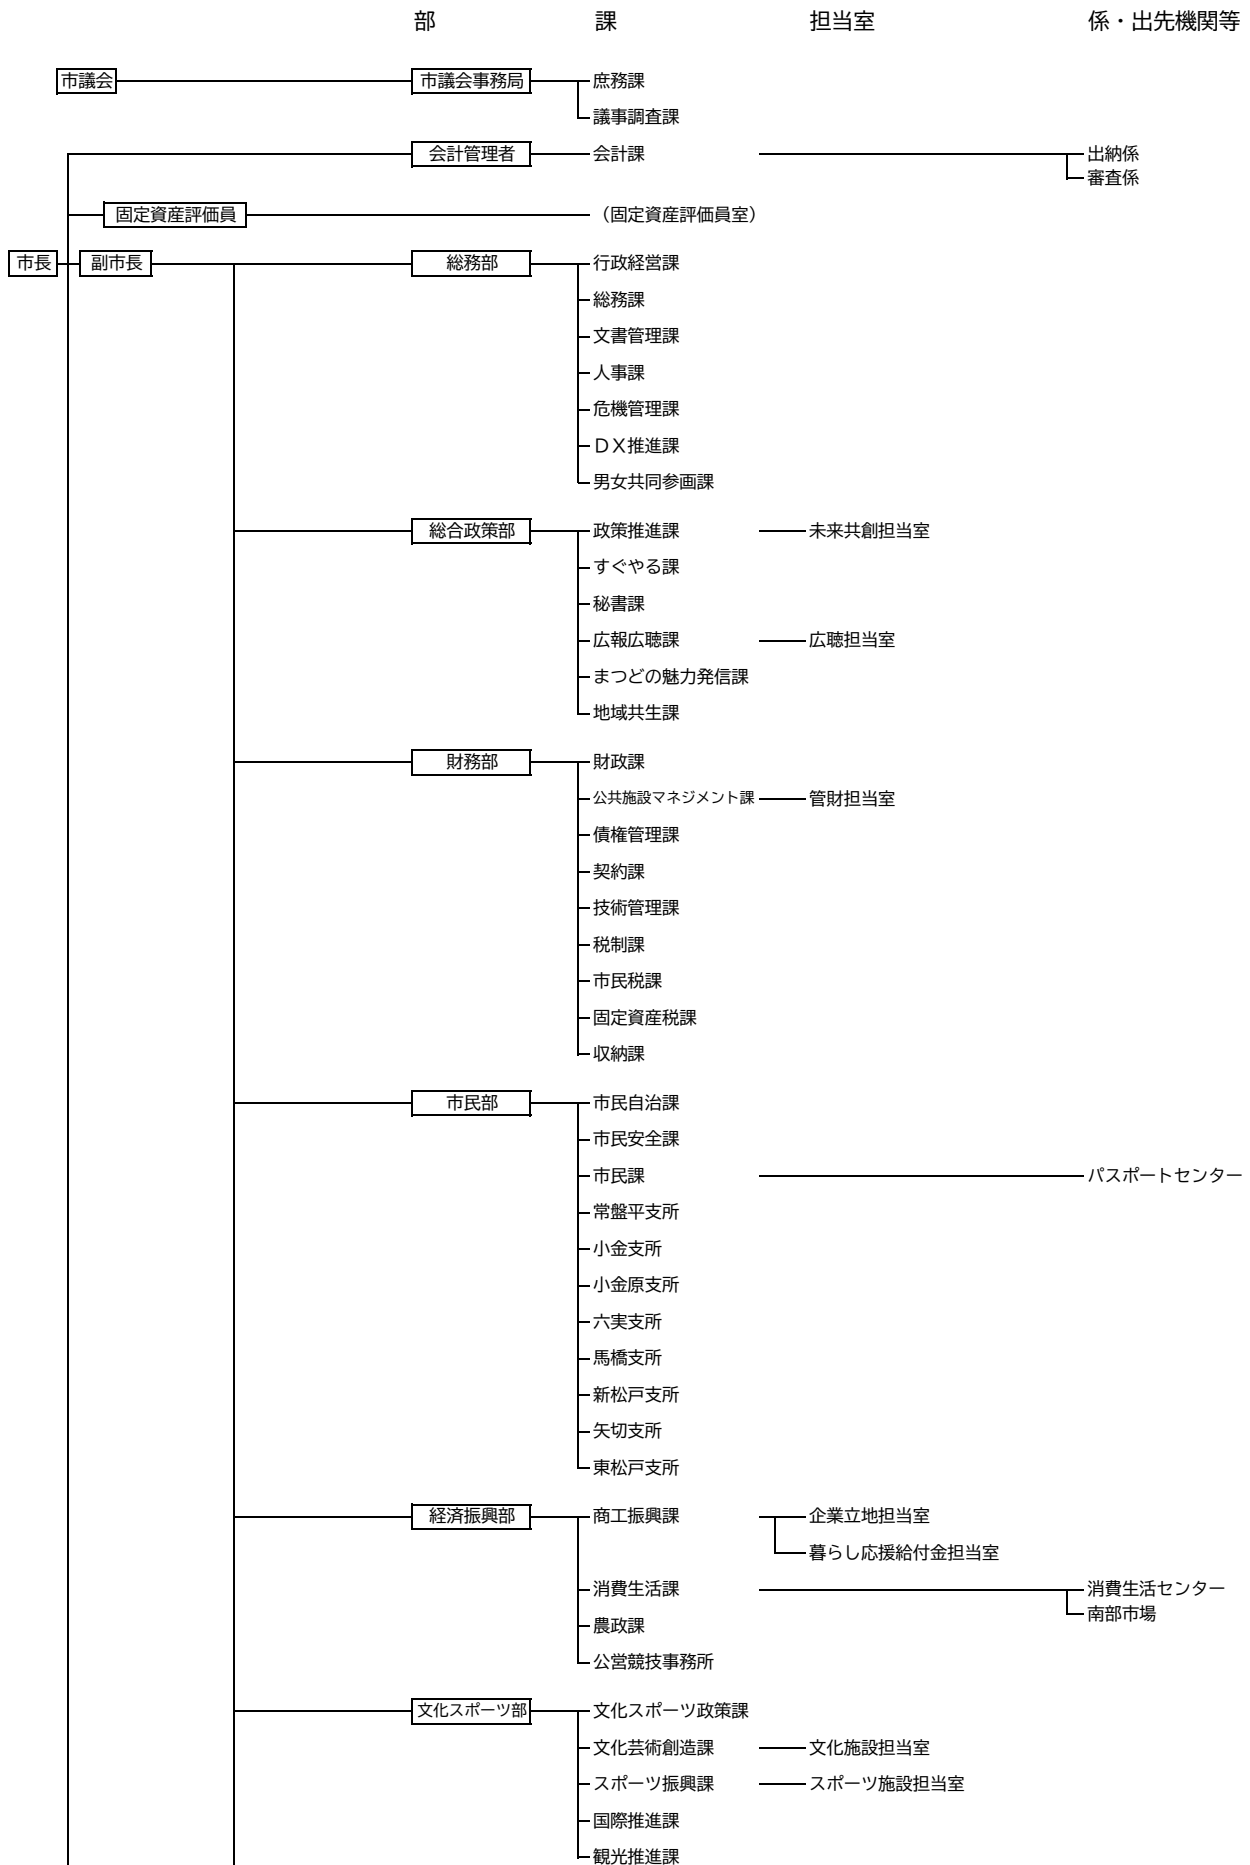 部 課 担当室 係・出先機関等
市議会 市議会事務局 庶務課
議事調査課
会計管理者 会計課 出納係
審査係
固定資産評価員 （固定資産評価員室）
市長 副市長 総務部 行政経営課
総務課
文書管理課
人事課
危機管理課
ＤＸ推進課
男女共同参画課
総合政策部 政策推進課 未来共創担当室
すぐやる課
秘書課
広報広聴課 広聴担当室
まつどの魅力発信課
地域共生課
財務部 財政課
公共施設マネジメント課 管財担当室
債権管理課
契約課
技術管理課
税制課
市民税課
固定資産税課
収納課
市民部 市民自治課
市民安全課
市民課 パスポートセンター
常盤平支所
小金支所
小金原支所
六実支所
馬橋支所
新松戸支所
矢切支所
東松戸支所
経済振興部 商工振興課 企業立地担当室
暮らし応援給付金担当室
消費生活課 消費生活センター
南部市場
農政課
公営競技事務所
文化スポーツ部 文化スポーツ政策課
文化芸術創造課 文化施設担当室
スポーツ振興課 スポーツ施設担当室
国際推進課
観光推進課